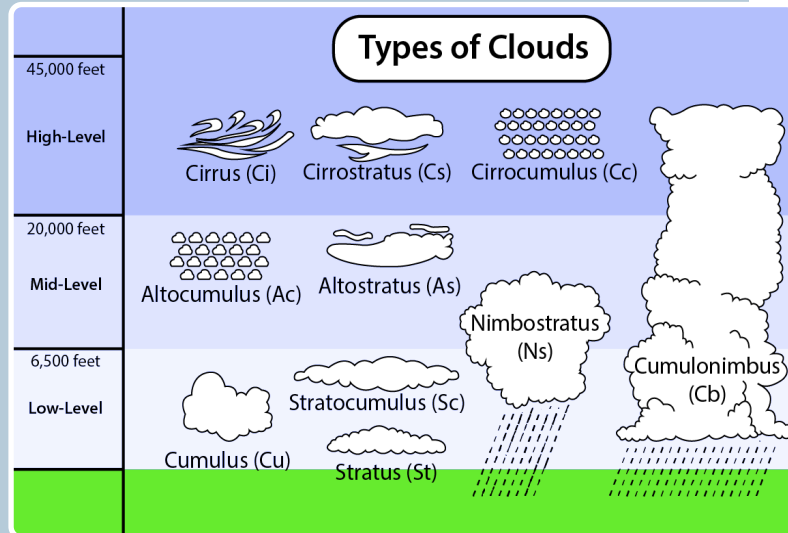 Types of Clouds
45,000 feet
High-Level
Cirrus (Ci)
Cirrostratus (Cs)
Cirrocumulus (Cc)
20,000 feet
Mid-Level
Altocumulus (Ac)
Altostratus (As)
Nimbostratus
(Ns)
Cumulonimbus
(Cb)
6,500 feet
Low-Level
Stratocumulus (Sc)
Cumulus (Cu)
Stratus (St)